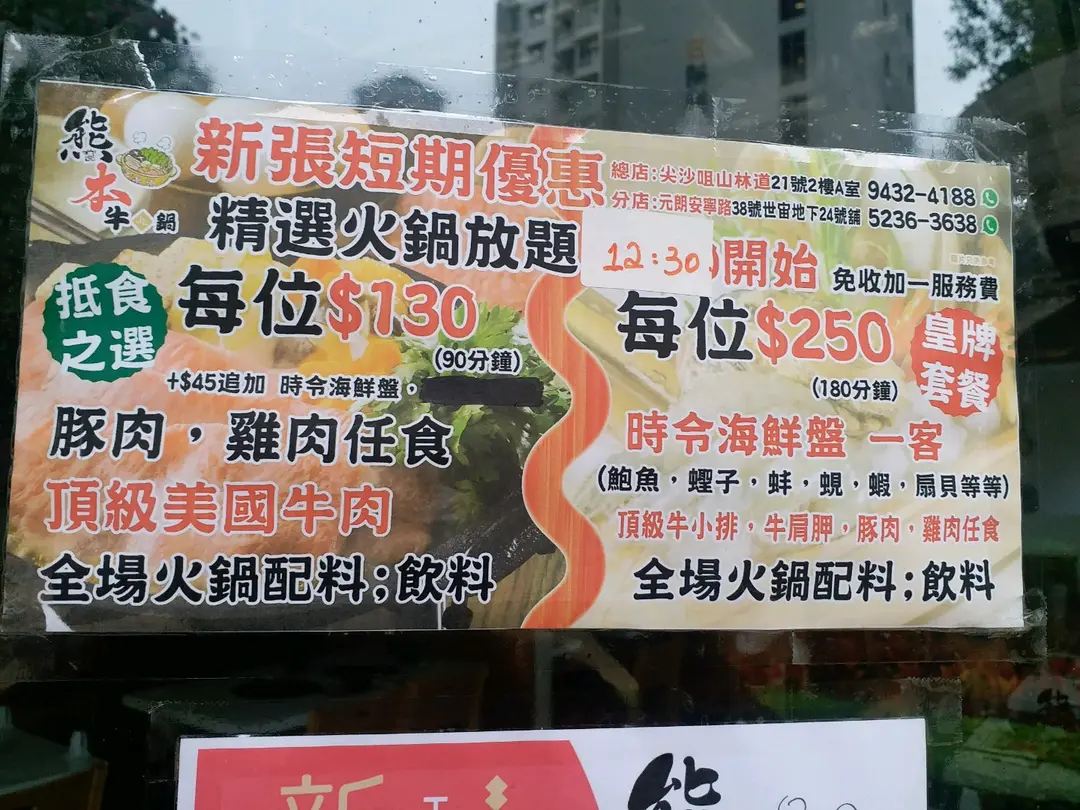 熊本牛鍋
新張短期優惠
總店:尖沙咀山林道21號2樓A室 9432-4188
分店:元朗安寧路38號世宙地下24號舖 5236-3638
精選火鍋放題
12:30開始 免收加一服務費
抵食之選
每位$130
(90分鐘)
+$45追加 時令海鮮盤,
豚肉,雞肉任食
頂級美國牛肉
全場火鍋配料;飲料
每位$250
(180分鐘)
皇牌套餐
時令海鮮盤 一客
(鮑魚,蟶子,蚌,蜆,蝦,扇貝等等)
頂級牛小排,牛肩胛,豚肉,雞肉任食
全場火鍋配料;飲料
新
熊